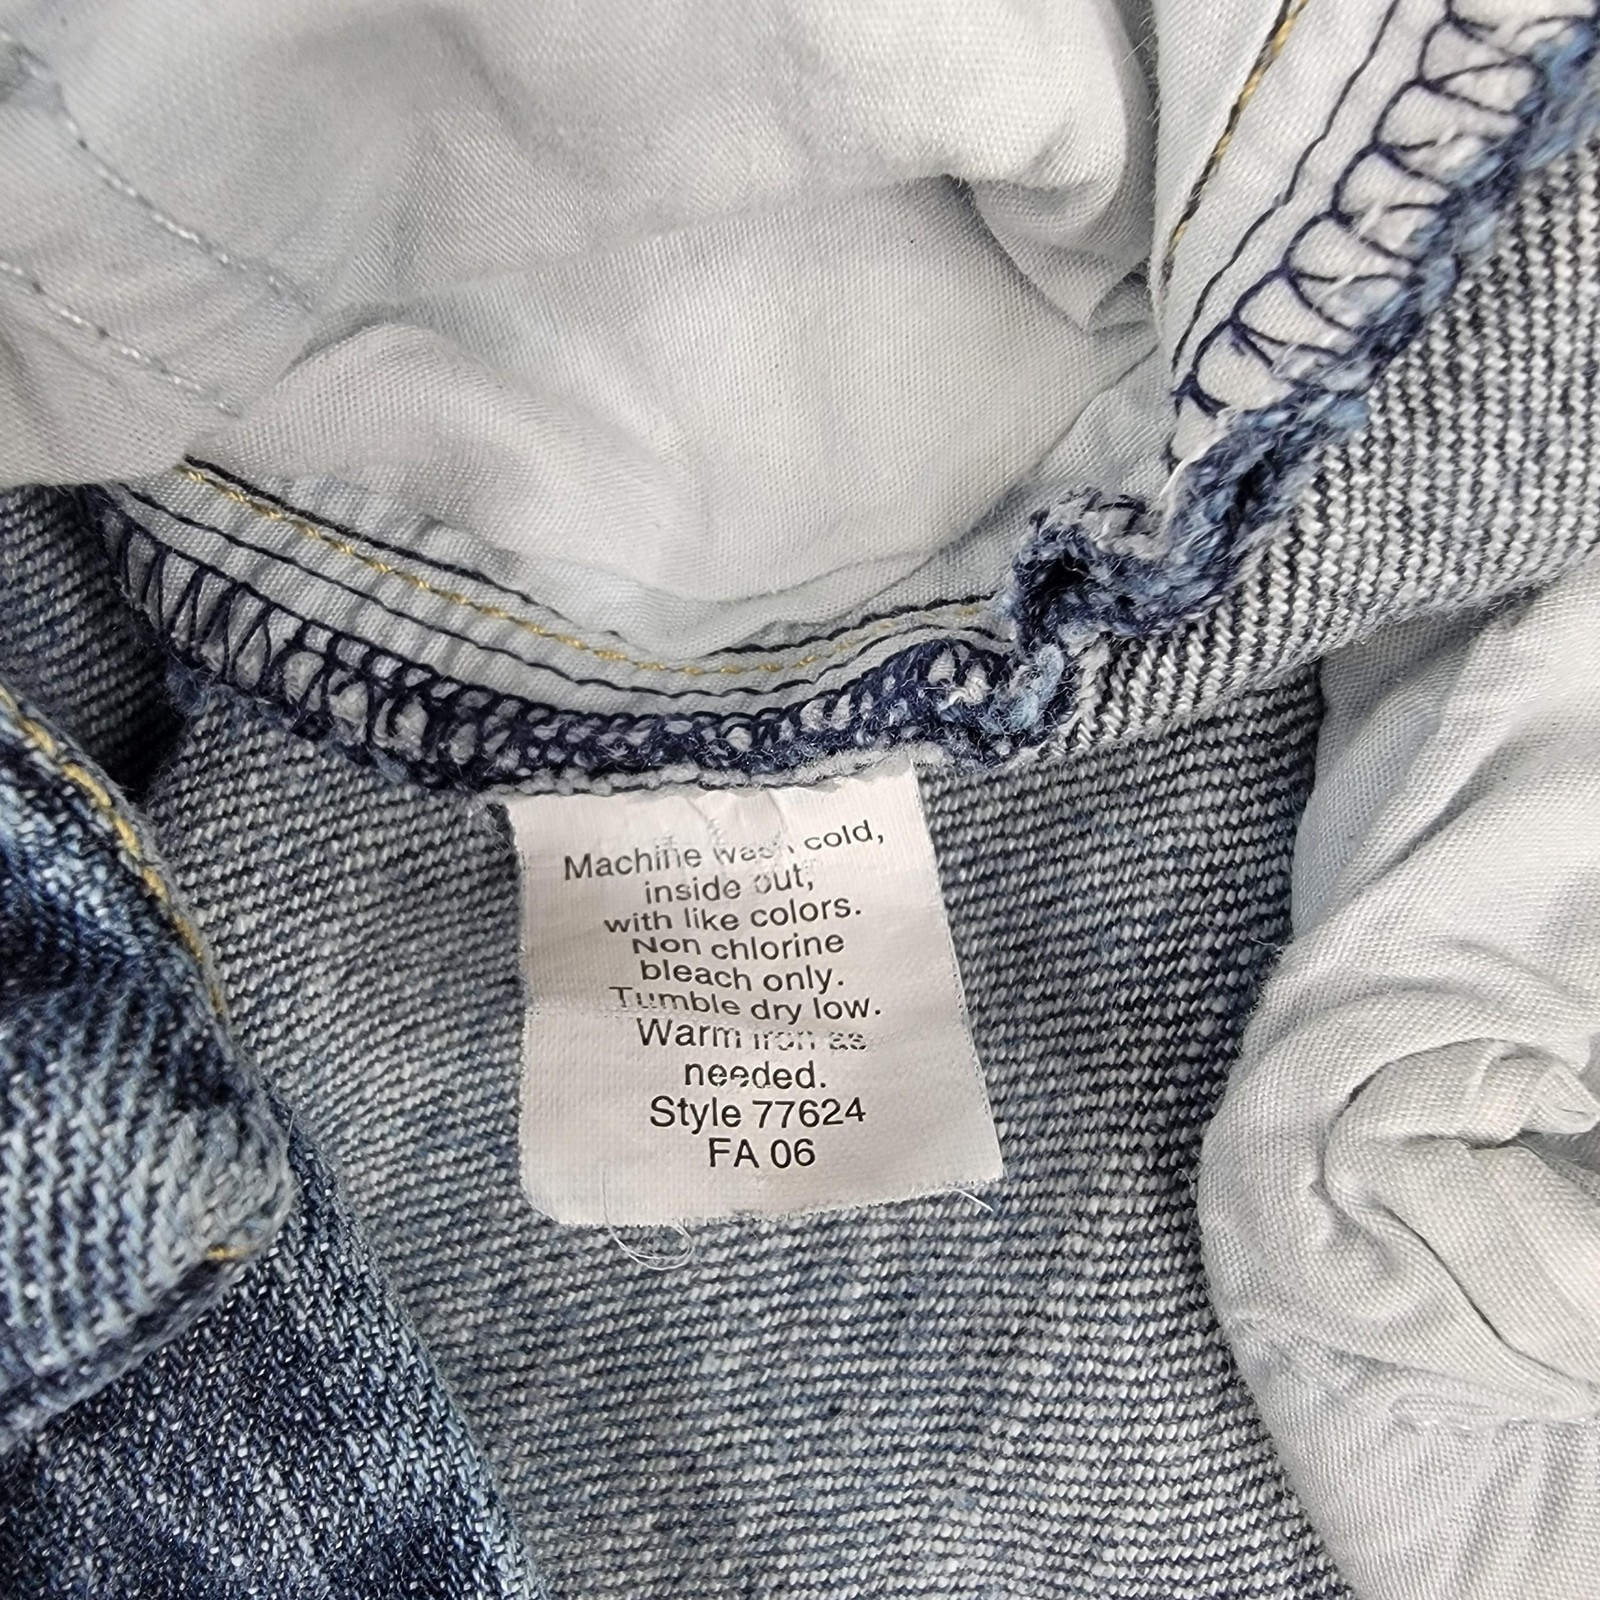 Machine wash cold,
inside out,
with like colors.
Non chlorine
bleach only.
Tumble dry low.
Warm iron as
needed.
Style 77624
FA 06